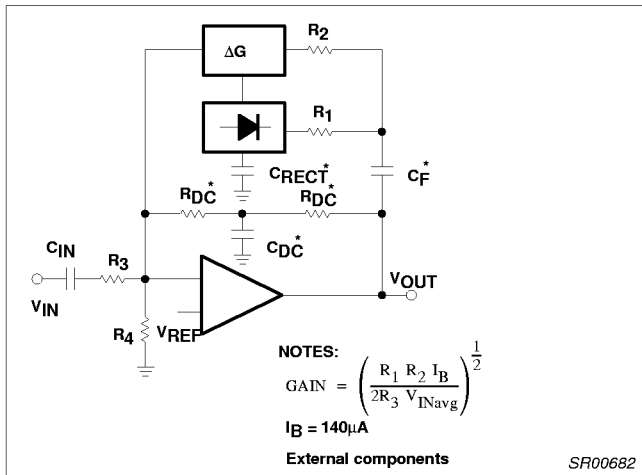 R2
ΔG
R1
CRECT*
CF*
RDC*
RDC*
CDC*
CIN
R3
VIN
VOUT
R4
VREF
NOTES:
GAIN = (R1 R2 IB / 2R3 VINavg)^1/2
IB = 140µA
External components
SR00682